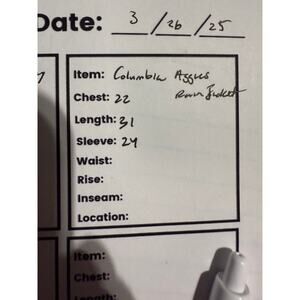 Date: 3/26/25
Item: Columbia Aggies
Rain Jacket
Chest: 22
Length: 31
Sleeve: 24
Waist:
Rise:
Inseam:
Location:
Item:
Chest:
Length: